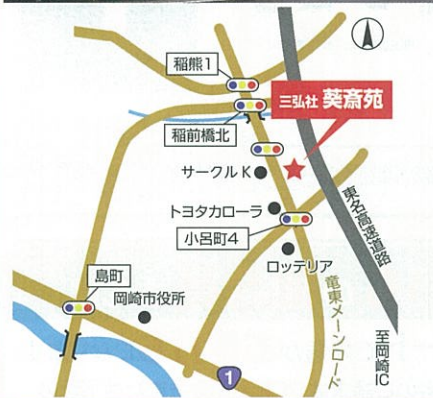 稲熊1
三弘社 葵斎苑
稲前橋北
サークルK
トヨタカローラ
小呂町4
東名高速道路
ロッテリア
島町
岡崎市役所
竜東メーンロード
至岡崎IC
1